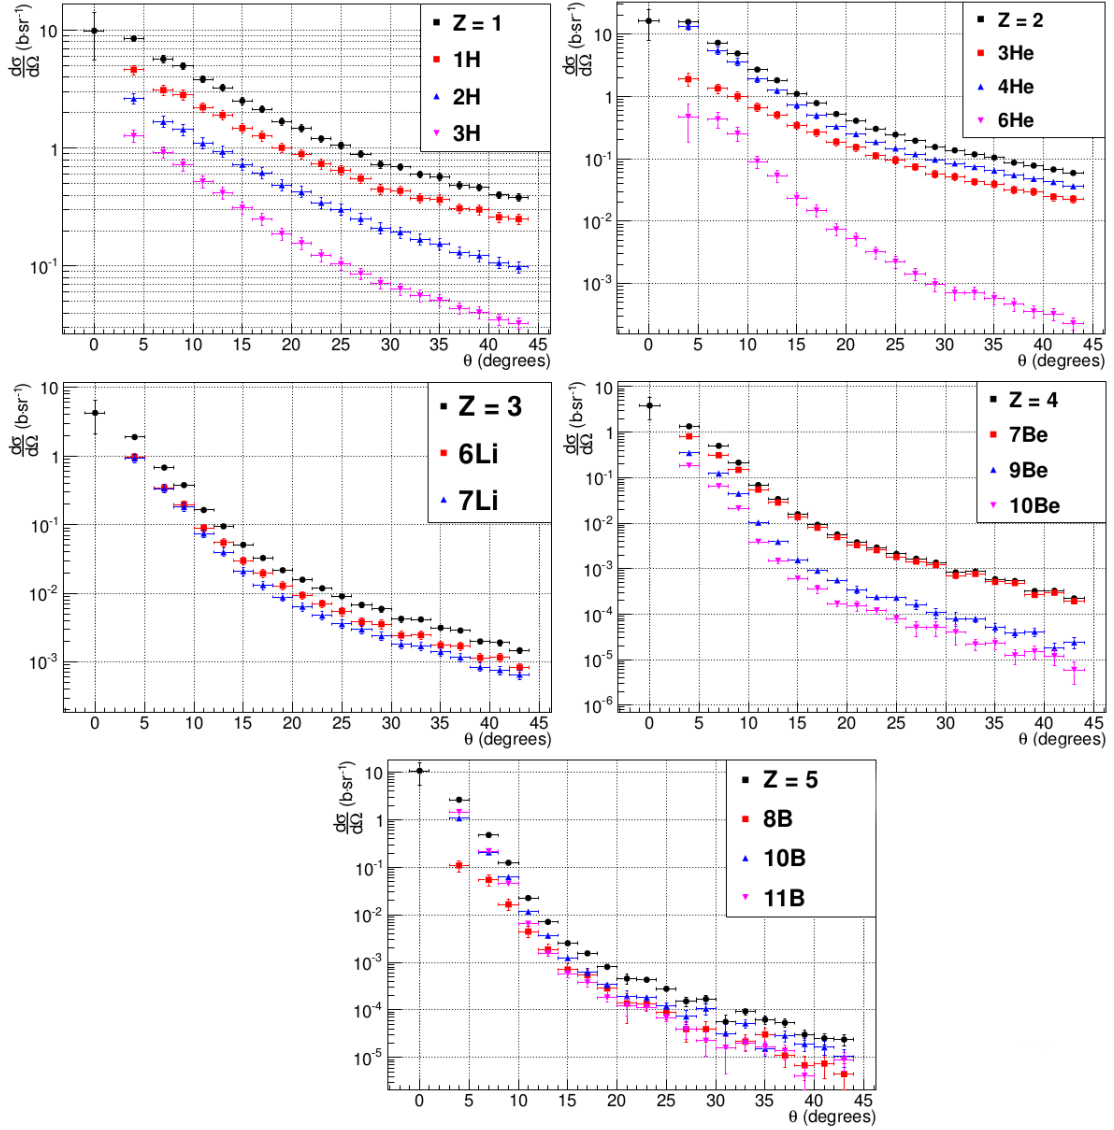 dσ/dΩ (b·sr⁻¹)
10
1
10⁻¹
Z = 1
1H
2H
3H
0 5 10 15 20 25 30 35 40 45
θ (degrees)
dσ/dΩ (b·sr⁻¹)
10
1
10⁻¹
10⁻²
10⁻³
Z = 2
3He
4He
6He
0 5 10 15 20 25 30 35 40 45
θ (degrees)
dσ/dΩ (b·sr⁻¹)
10
1
10⁻¹
10⁻²
10⁻³
Z = 3
6Li
7Li
0 5 10 15 20 25 30 35 40 45
θ (degrees)
dσ/dΩ (b·sr⁻¹)
10
1
10⁻¹
10⁻²
10⁻³
10⁻⁴
10⁻⁵
10⁻⁶
Z = 4
7Be
9Be
10Be
0 5 10 15 20 25 30 35 40 45
θ (degrees)
dσ/dΩ (b·sr⁻¹)
10
1
10⁻¹
10⁻²
10⁻³
10⁻⁴
10⁻⁵
Z = 5
8B
10B
11B
0 5 10 15 20 25 30 35 40 45
θ (degrees)